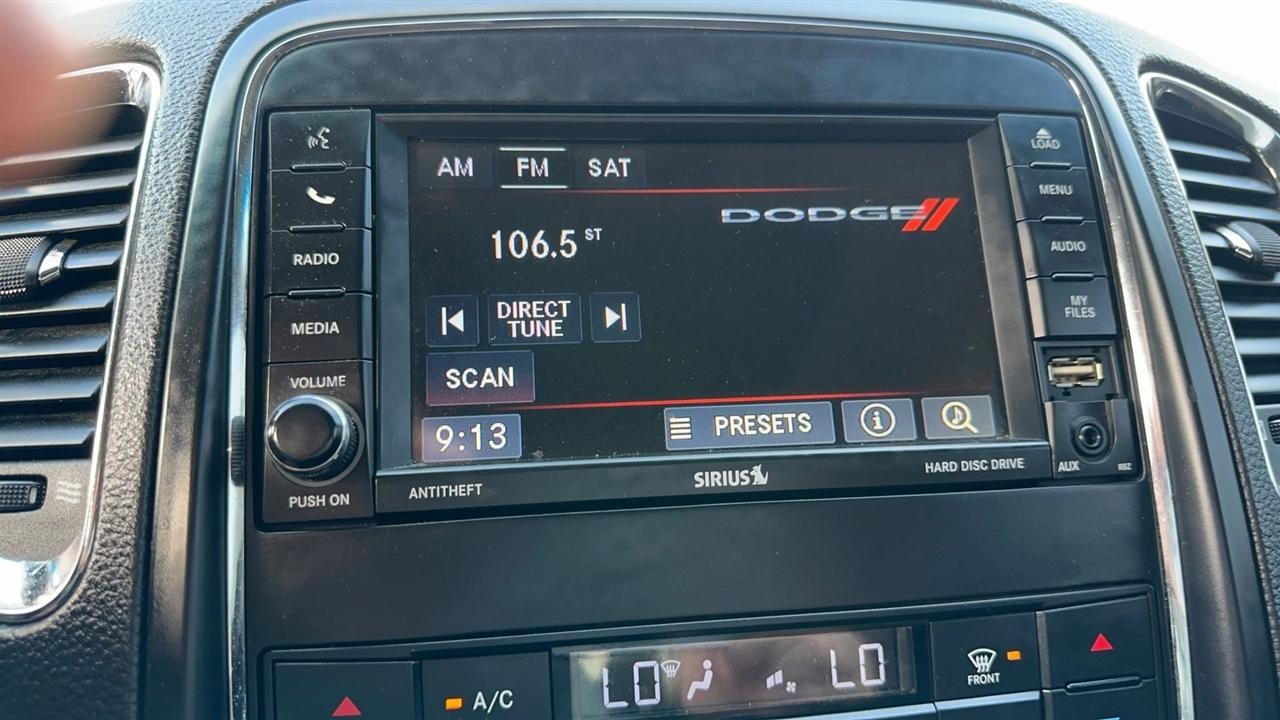 AM FM SAT
DODGE
106.5 ST
DIRECT
TUNE
SCAN
9:13
PRESETS
RADIO
MEDIA
VOLUME
PUSH ON
LOAD
MENU
AUDIO
MY
FILES
AUX
RBZ
ANTITHEFT
SIRIUS
HARD DISC DRIVE
A/C
LO
LO
FRONT